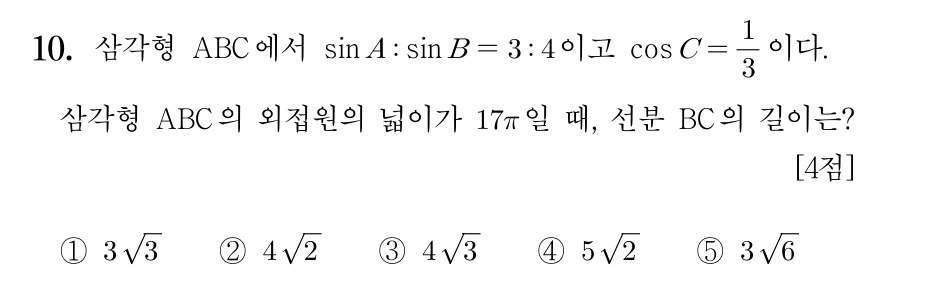 10. 삼각형 ABC에서 sin A : sin B = 3 : 4이고 cos C = 1/3 이다.
삼각형 ABC의 외접원의 넓이가 17π일 때, 선분 BC의 길이는?
[4점]
① 3√3 ② 4√2 ③ 4√3 ④ 5√2 ⑤ 3√6